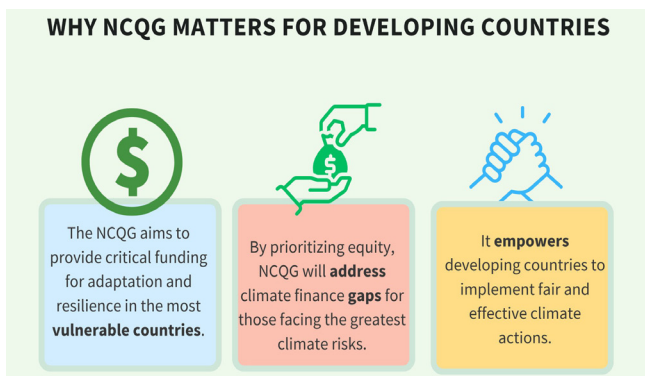 WHY NCQG MATTERS FOR DEVELOPING COUNTRIES
$
$
The NCQG aims to
provide critical funding
for adaptation and
resilience in the most
vulnerable countries.
By prioritizing equity,
NCQG will address
climate finance gaps for
those facing the greatest
climate risks.
It empowers
developing countries to
implement fair and
effective climate
actions.